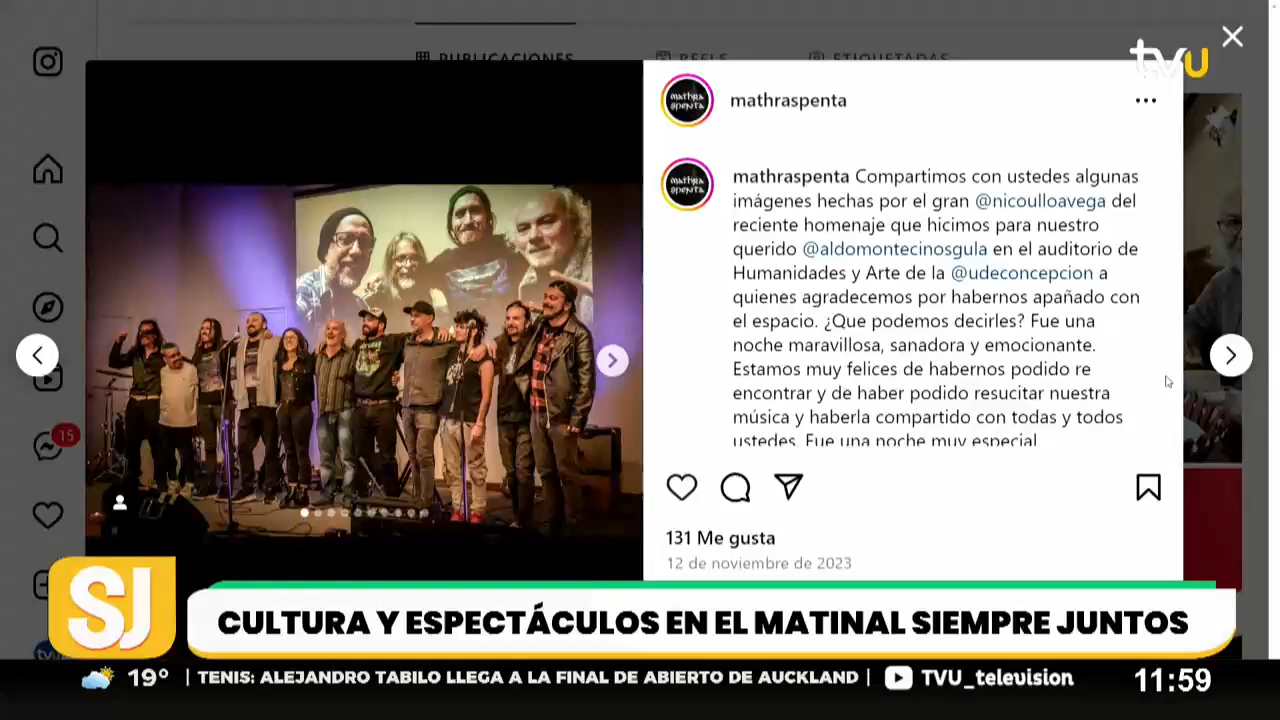 PUBLICACIONES
REELS
ETIQUETADAS
tvu
mathraspenta
mathraspenta Compartimos con ustedes algunas
imágenes hechas por el gran @nicoulloavega del
reciente homenaje que hicimos para nuestro
querido @aldomontecinosgula en el auditorio de
Humanidades y Arte de la @udeconcepcion a
quienes agradecemos por habernos apañado con
el espacio. ¿Que podemos decirles? Fue una
noche maravillosa, sanadora y emocionante.
Estamos muy felices de habernos podido re
encontrar y de haber podido resucitar nuestra
música y haberla compartido con todas y todos
ustedes. Fue una noche muy especial
15
131 Me gusta
12 de noviembre de 2023
SJ
CULTURA Y ESPECTÁCULOS EN EL MATINAL SIEMPRE JUNTOS
19° | TENIS: ALEJANDRO TABILO LLEGA A LA FINAL DE ABIERTO DE AUCKLAND | TVU_television 11:59